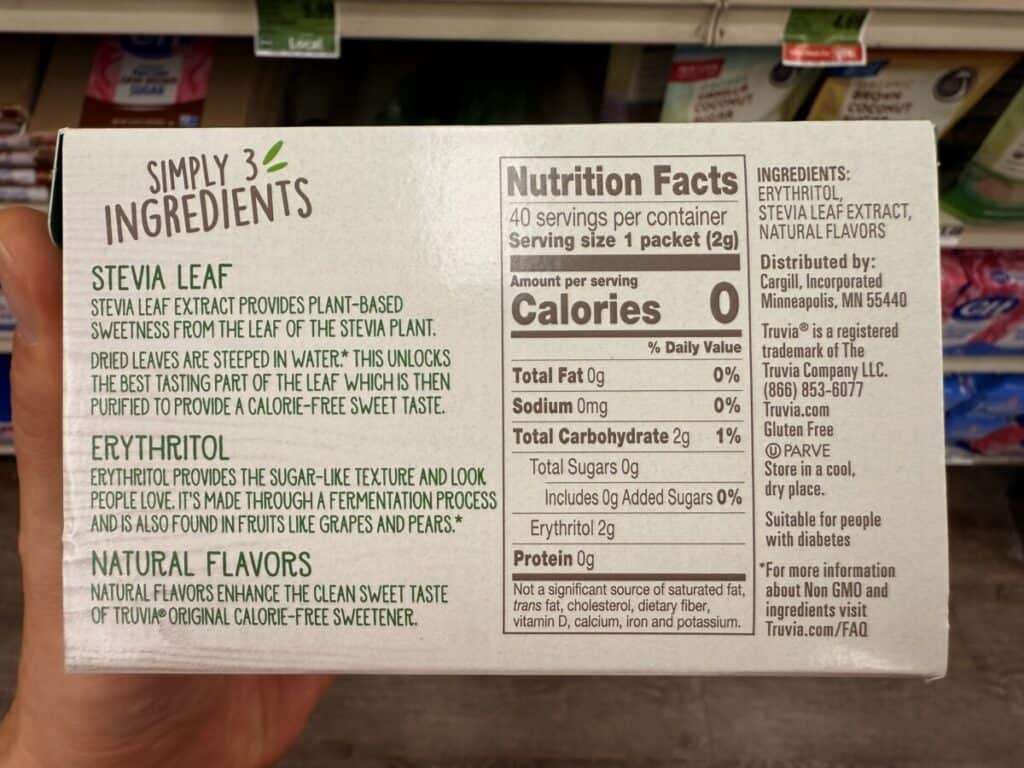 Local
SUGAR
COCONUT
BROWN
COCONUT
SIMPLY 3
INGREDIENTS
STEVIA LEAF
STEVIA LEAF EXTRACT PROVIDES PLANT-BASED
SWEETNESS FROM THE LEAF OF THE STEVIA PLANT.
DRIED LEAVES ARE STEEPED IN WATER.* THIS UNLOCKS
THE BEST TASTING PART OF THE LEAF WHICH IS THEN
PURIFIED TO PROVIDE A CALORIE-FREE SWEET TASTE.
ERYTHRITOL
ERYTHRITOL PROVIDES THE SUGAR-LIKE TEXTURE AND LOOK
PEOPLE LOVE. IT'S MADE THROUGH A FERMENTATION PROCESS
AND IS ALSO FOUND IN FRUITS LIKE GRAPES AND PEARS.*
NATURAL FLAVORS
NATURAL FLAVORS ENHANCE THE CLEAN SWEET TASTE
OF TRUVIA® ORIGINAL CALORIE-FREE SWEETENER.
Nutrition Facts
40 servings per container
Serving size 1 packet (2g)
Amount per serving
Calories 0
% Daily Value
Total Fat 0g 0%
Sodium 0mg 0%
Total Carbohydrate 2g 1%
Total Sugars 0g
Includes 0g Added Sugars 0%
Erythritol 2g
Protein 0g
Not a significant source of saturated fat,
trans fat, cholesterol, dietary fiber,
vitamin D, calcium, iron and potassium.
INGREDIENTS:
ERYTHRITOL,
STEVIA LEAF EXTRACT,
NATURAL FLAVORS
Distributed by:
Cargill, Incorporated
Minneapolis, MN 55440
Truvia® is a registered
trademark of The
Truvia Company LLC.
(866) 853-6077
Truvia.com
Gluten Free
Ⓤ PARVE
Store in a cool,
dry place.
Suitable for people
with diabetes
*For more information
about Non GMO and
ingredients visit
Truvia.com/FAQ